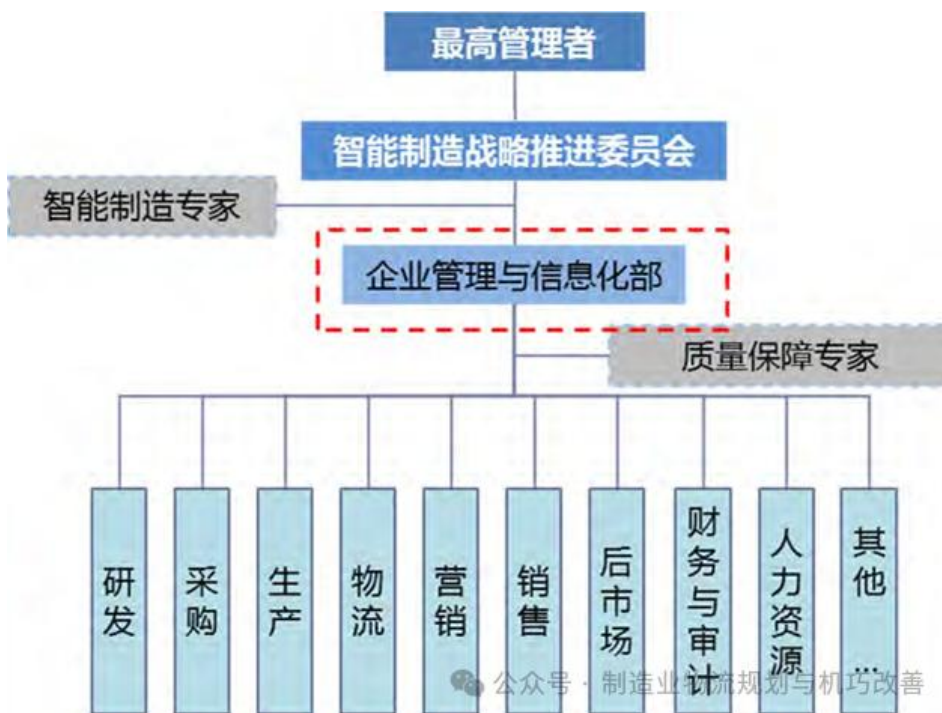 最高管理者
智能制造战略推进委员会
智能制造专家
企业管理与信息化部
质量保障专家
研发
采购
生产
物流
营销
销售
后市场
财务与审计
人力资源
其他...
公众号 · 制造业物流规划与机巧改善